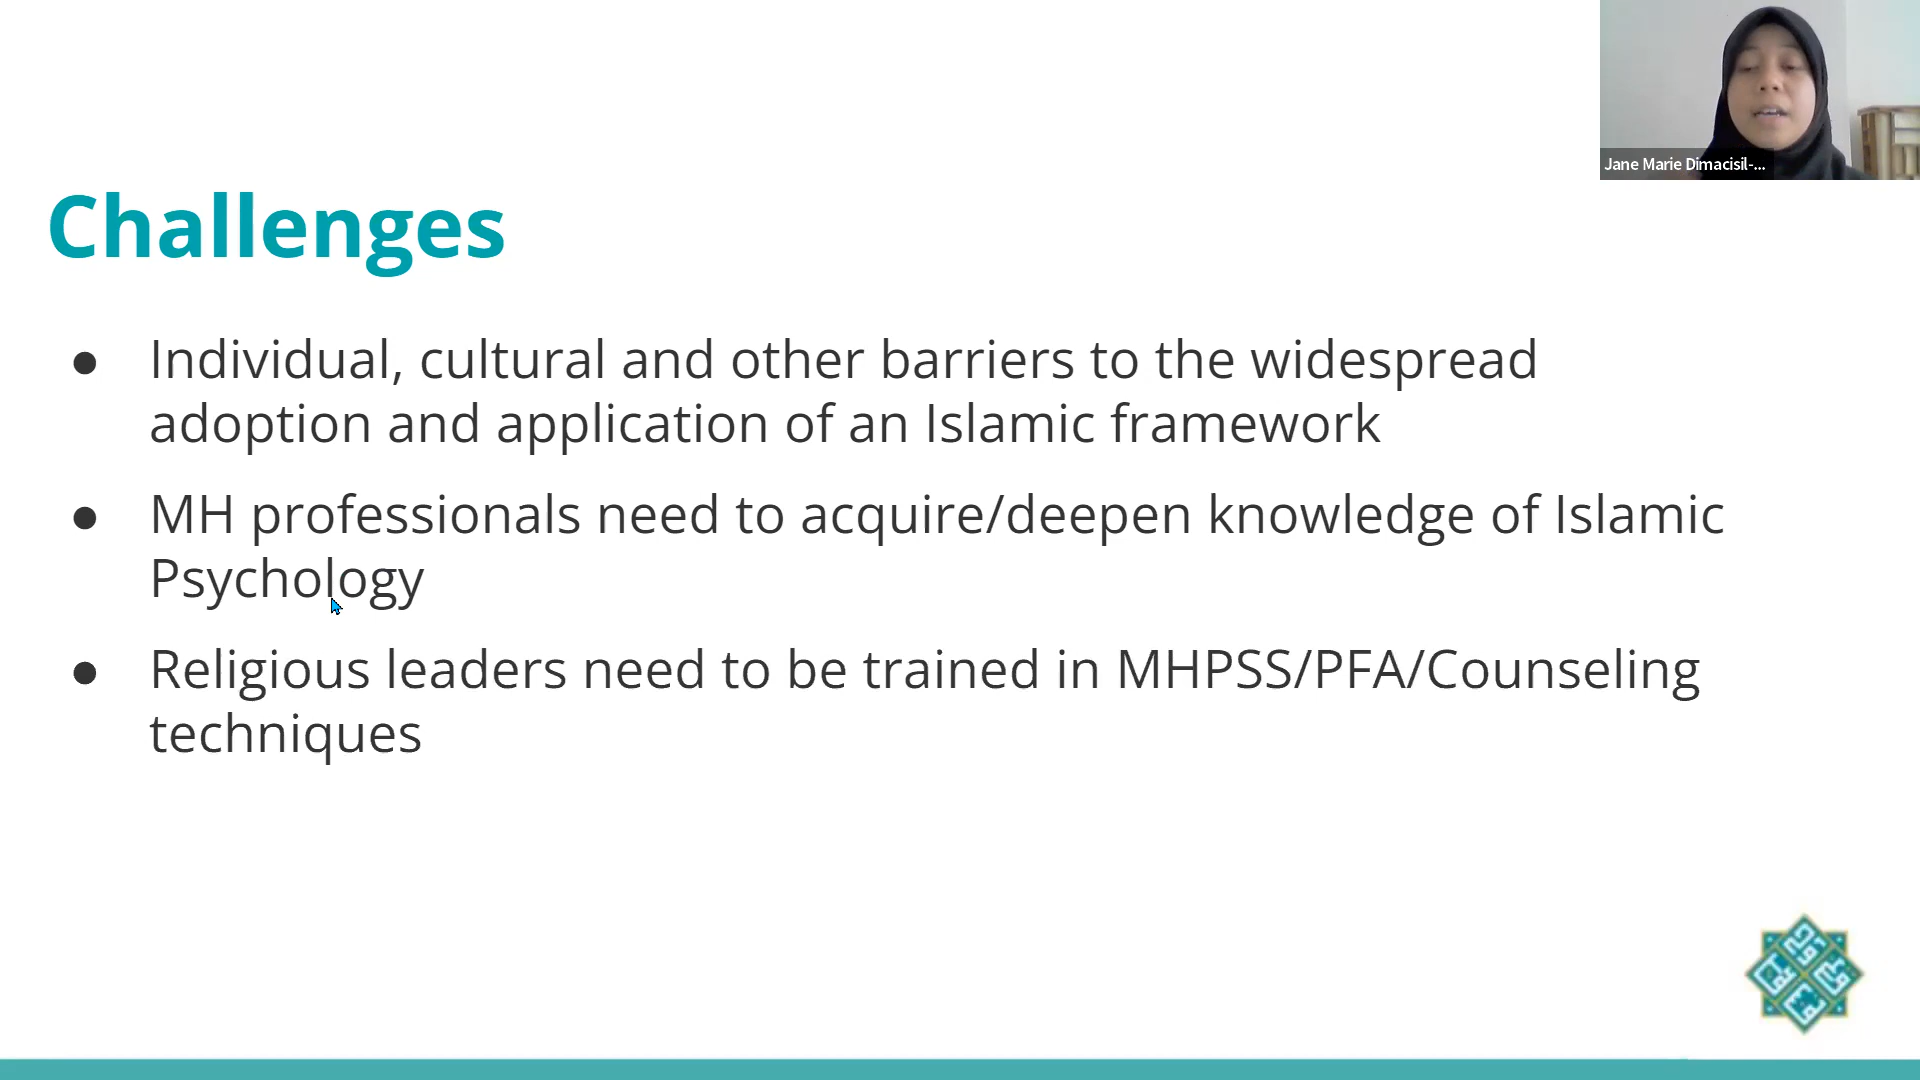 Jane Marie Dimacisil-...
Challenges
● Individual, cultural and other barriers to the widespread
adoption and application of an Islamic framework
● MH professionals need to acquire/deepen knowledge of Islamic
Psychology
● Religious leaders need to be trained in MHPSS/PFA/Counseling
techniques